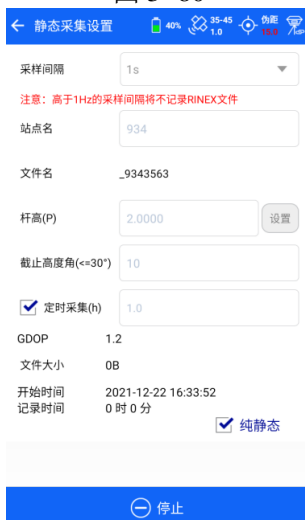 静态采集设置 40% 35-45 1.0 伪距 15.0
采样间隔 1s
注意：高于1Hz的采样间隔将不记录RINEX文件
站点名 934
文件名 _9343563
杆高(P) 2.0000 设置
截止高度角(<=30°) 10
定时采集(h) 1.0
GDOP 1.2
文件大小 0B
开始时间 2021-12-22 16:33:52
记录时间 0 时 0 分
纯静态
停止